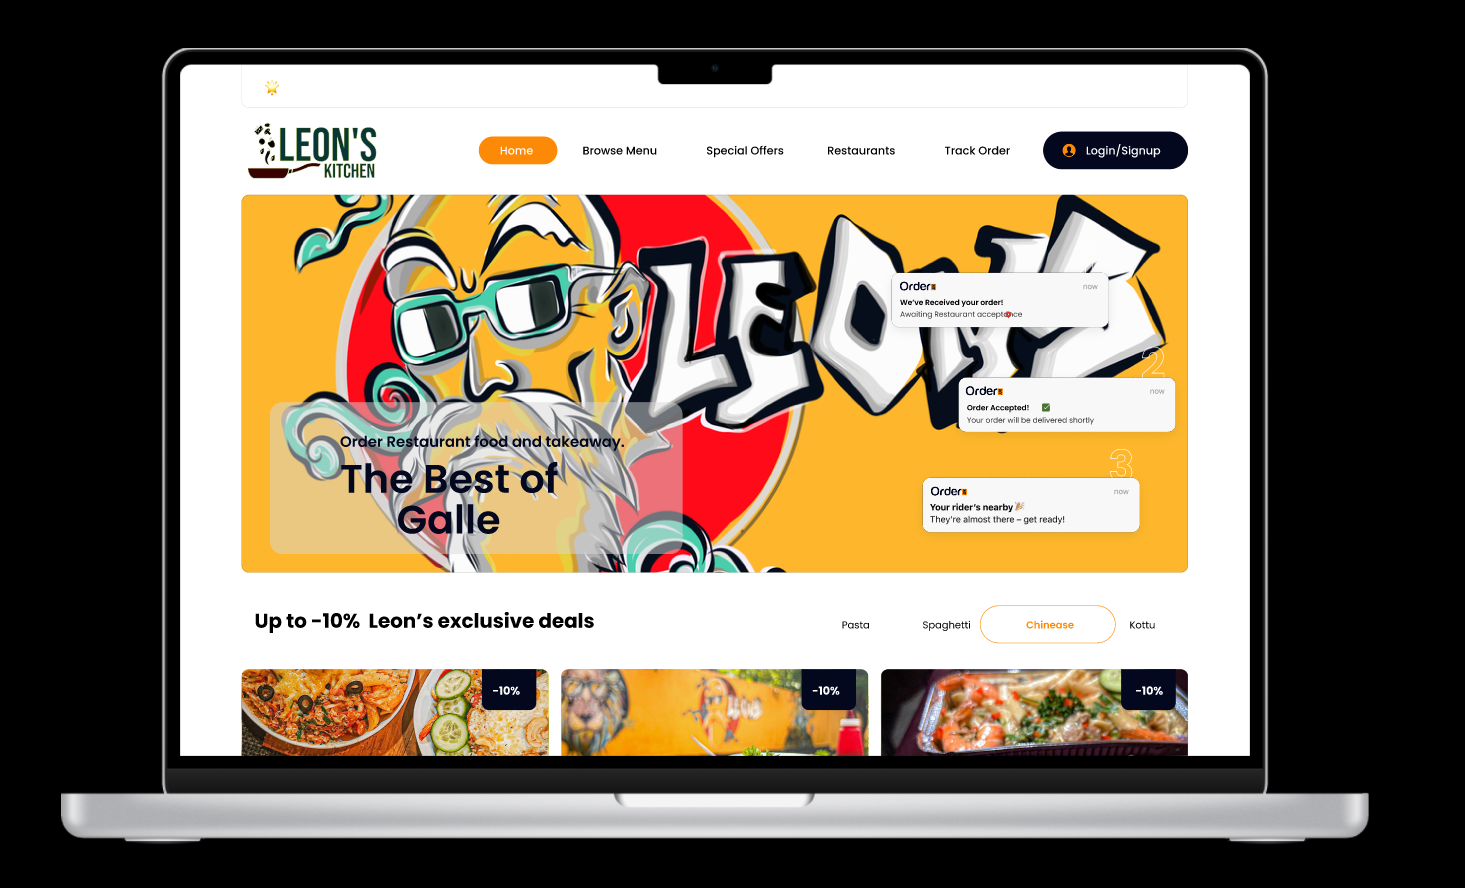 LEON'S
KITCHEN
Home
Browse Menu
Special Offers
Restaurants
Track Order
Login/Signup
LEON'S
Order
now
We've Received your order!
Awaiting Restaurant acceptance
2
Order
now
Order Accepted! ✅
Your order will be delivered shortly
3
Order
now
Your rider's nearby 🎉
They're almost there – get ready!
Order Restaurant food and takeaway.
The Best of
Galle
Up to -10% Leon's exclusive deals
Pasta
Spaghetti
Chinease
Kottu
-10%
-10%
-10%